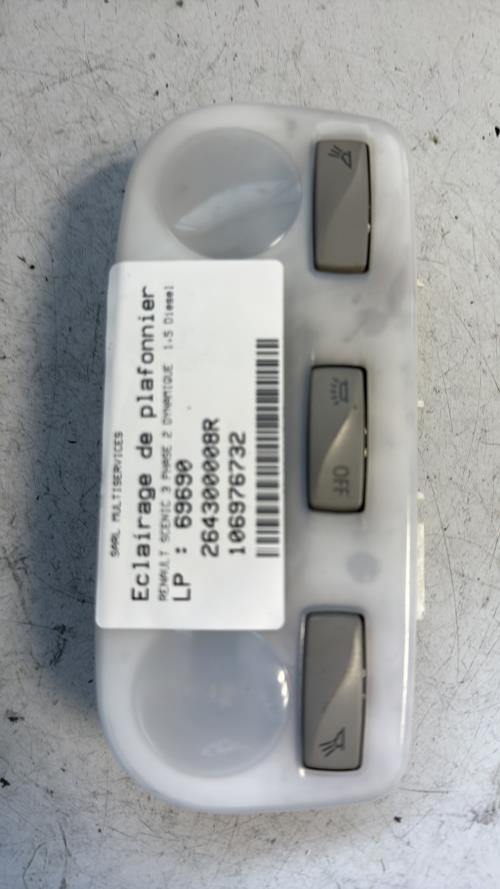 SARL MULTISERVICES
Eclairage de plafonnier
RENAULT SCENIC 3 PHASE 2 DYNAMIQUE 1.5 Diesel
LP : 69690
264300008R
106976732
OFF